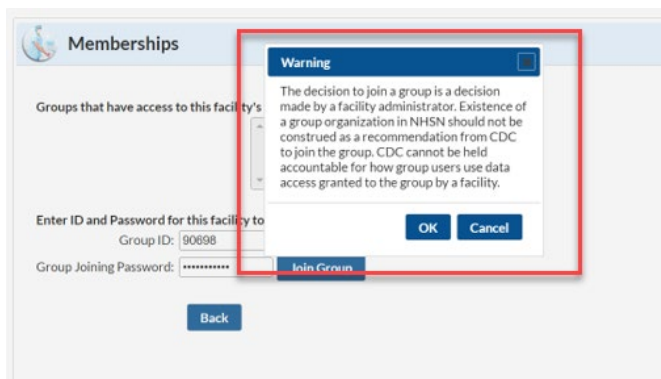 Memberships
Warning
The decision to join a group is a decision
made by a facility administrator. Existence of
a group organization in NHSN should not be
construed as a recommendation from CDC
to join the group. CDC cannot be held
accountable for how group users use data
access granted to the group by a facility.
OK Cancel
Groups that have access to this facility's
Enter ID and Password for this facility to
Group ID: 90698
Group Joining Password: •••••••••••
Join Group
Back